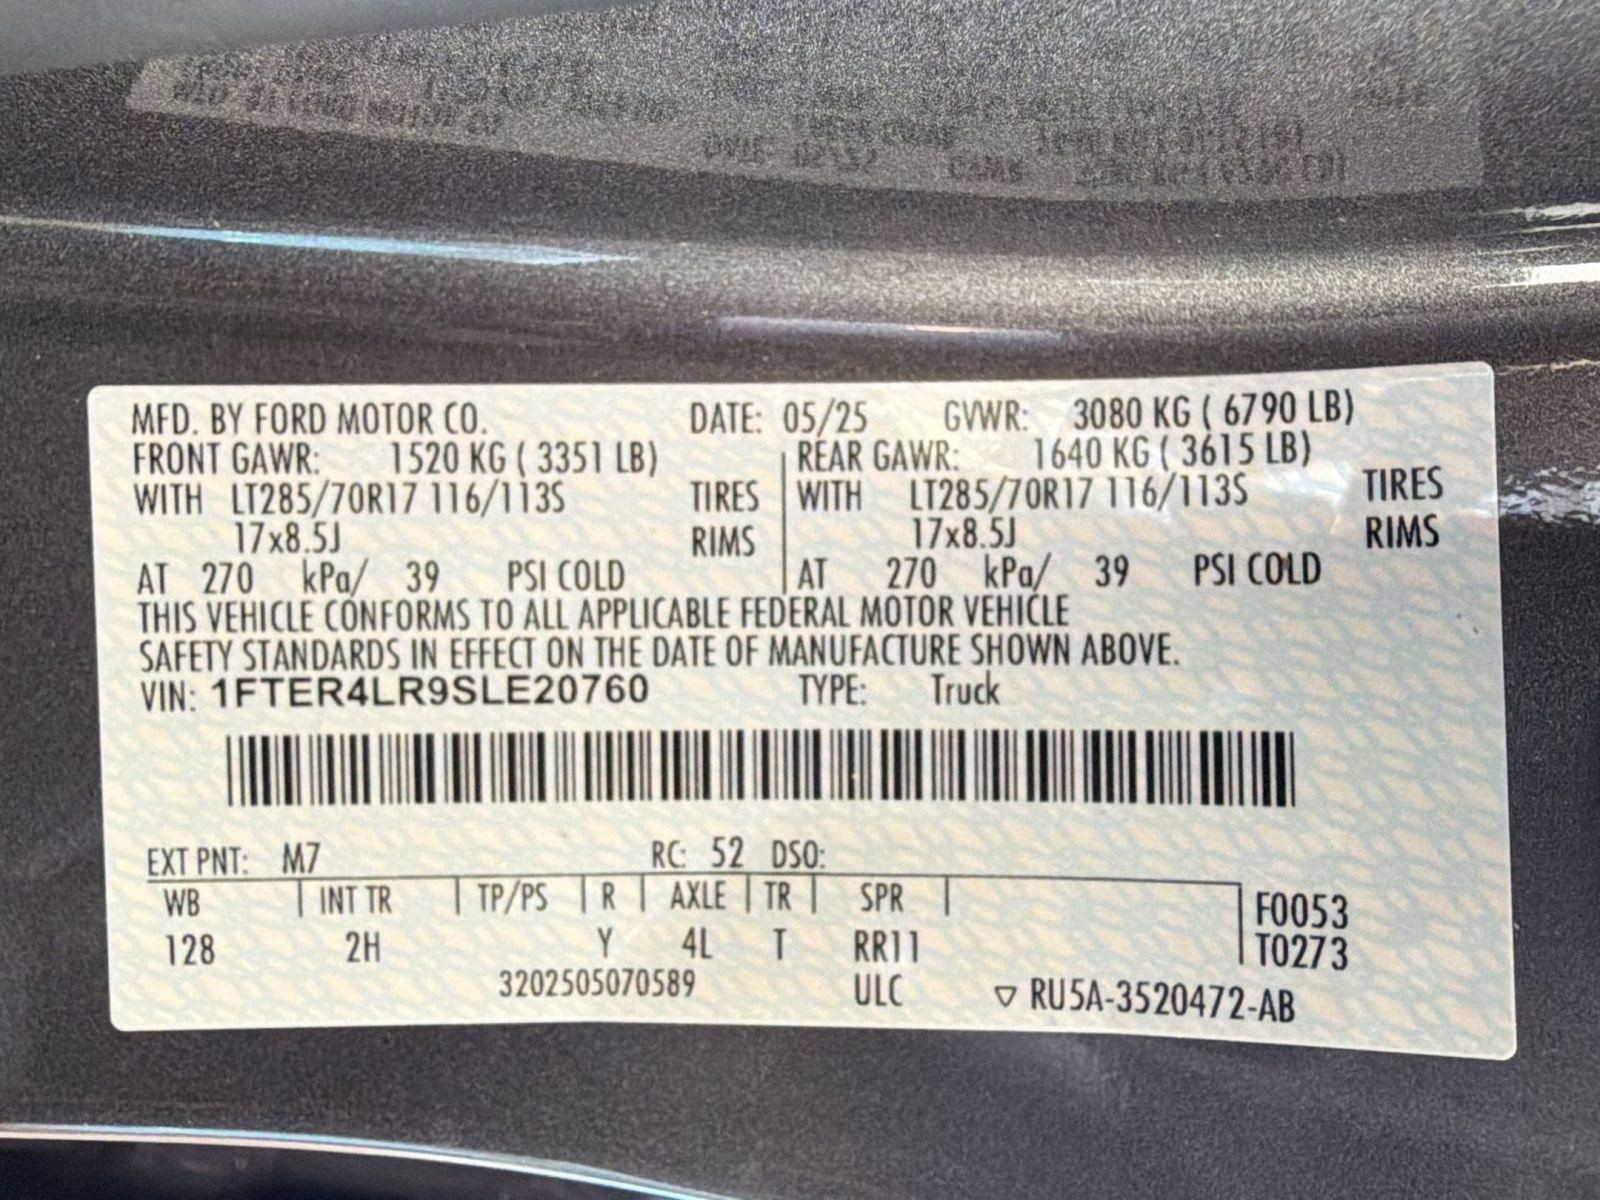 MFD. BY FORD MOTOR CO. DATE: 05/25 GVWR: 3080 KG ( 6790 LB)
FRONT GAWR: 1520 KG ( 3351 LB) REAR GAWR: 1640 KG ( 3615 LB)
WITH LT285/70R17 116/113S TIRES WITH LT285/70R17 116/113S TIRES
17x8.5J RIMS 17x8.5J RIMS
AT 270 kPa/ 39 PSI COLD AT 270 kPa/ 39 PSI COLD
THIS VEHICLE CONFORMS TO ALL APPLICABLE FEDERAL MOTOR VEHICLE
SAFETY STANDARDS IN EFFECT ON THE DATE OF MANUFACTURE SHOWN ABOVE.
VIN: 1FTER4LR9SLE20760 TYPE: Truck
EXT PNT: M7 RC: 52 DSO:
WB INT TR TP/PS R AXLE TR SPR F0053
128 2H Y 4L T RR11 T0273
3202505070589 ULC ▽ RU5A-3520472-AB